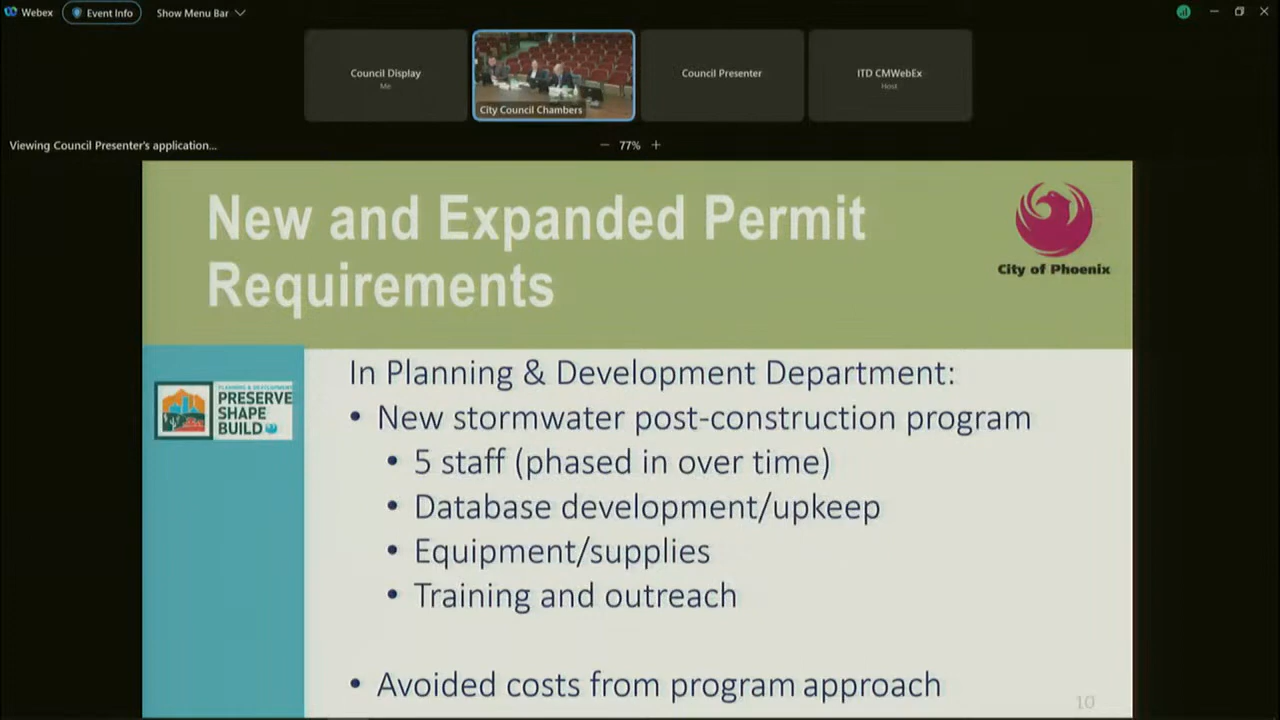 Webex
Event Info
Show Menu Bar
Council Display
Me
City Council Chambers
Council Presenter
ITD CMWebEx
Host
Viewing Council Presenter's application...
77%
New and Expanded Permit
Requirements
City of Phoenix
PLANNING & DEVELOPMENT
PRESERVE
SHAPE
BUILD
In Planning & Development Department:
• New stormwater post-construction program
• 5 staff (phased in over time)
• Database development/upkeep
• Equipment/supplies
• Training and outreach
• Avoided costs from program approach
10